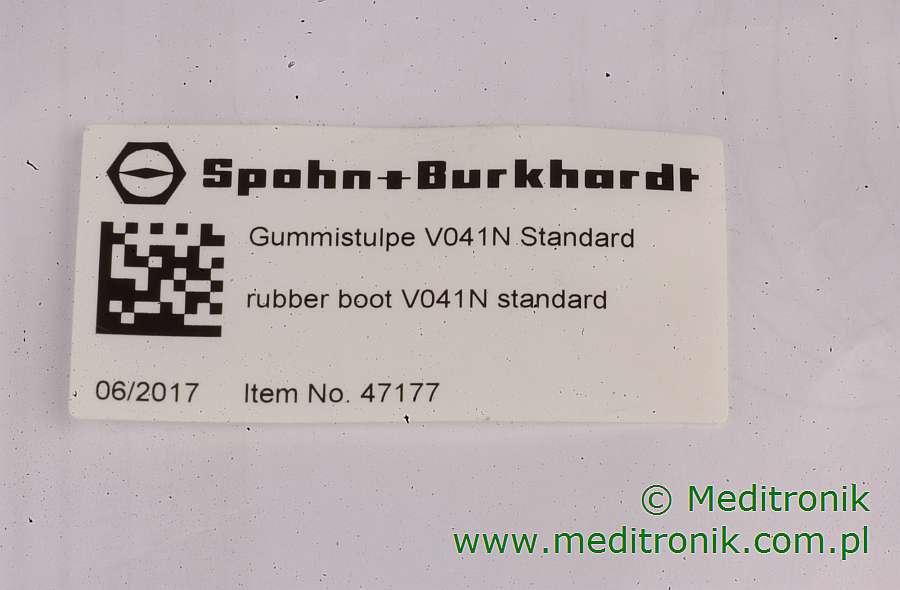 Spohn+Burkhardt
Gummistulpe V041N Standard
rubber boot V041N standard
06/2017 Item No. 47177
© Meditronik
www.meditronik.com.pl